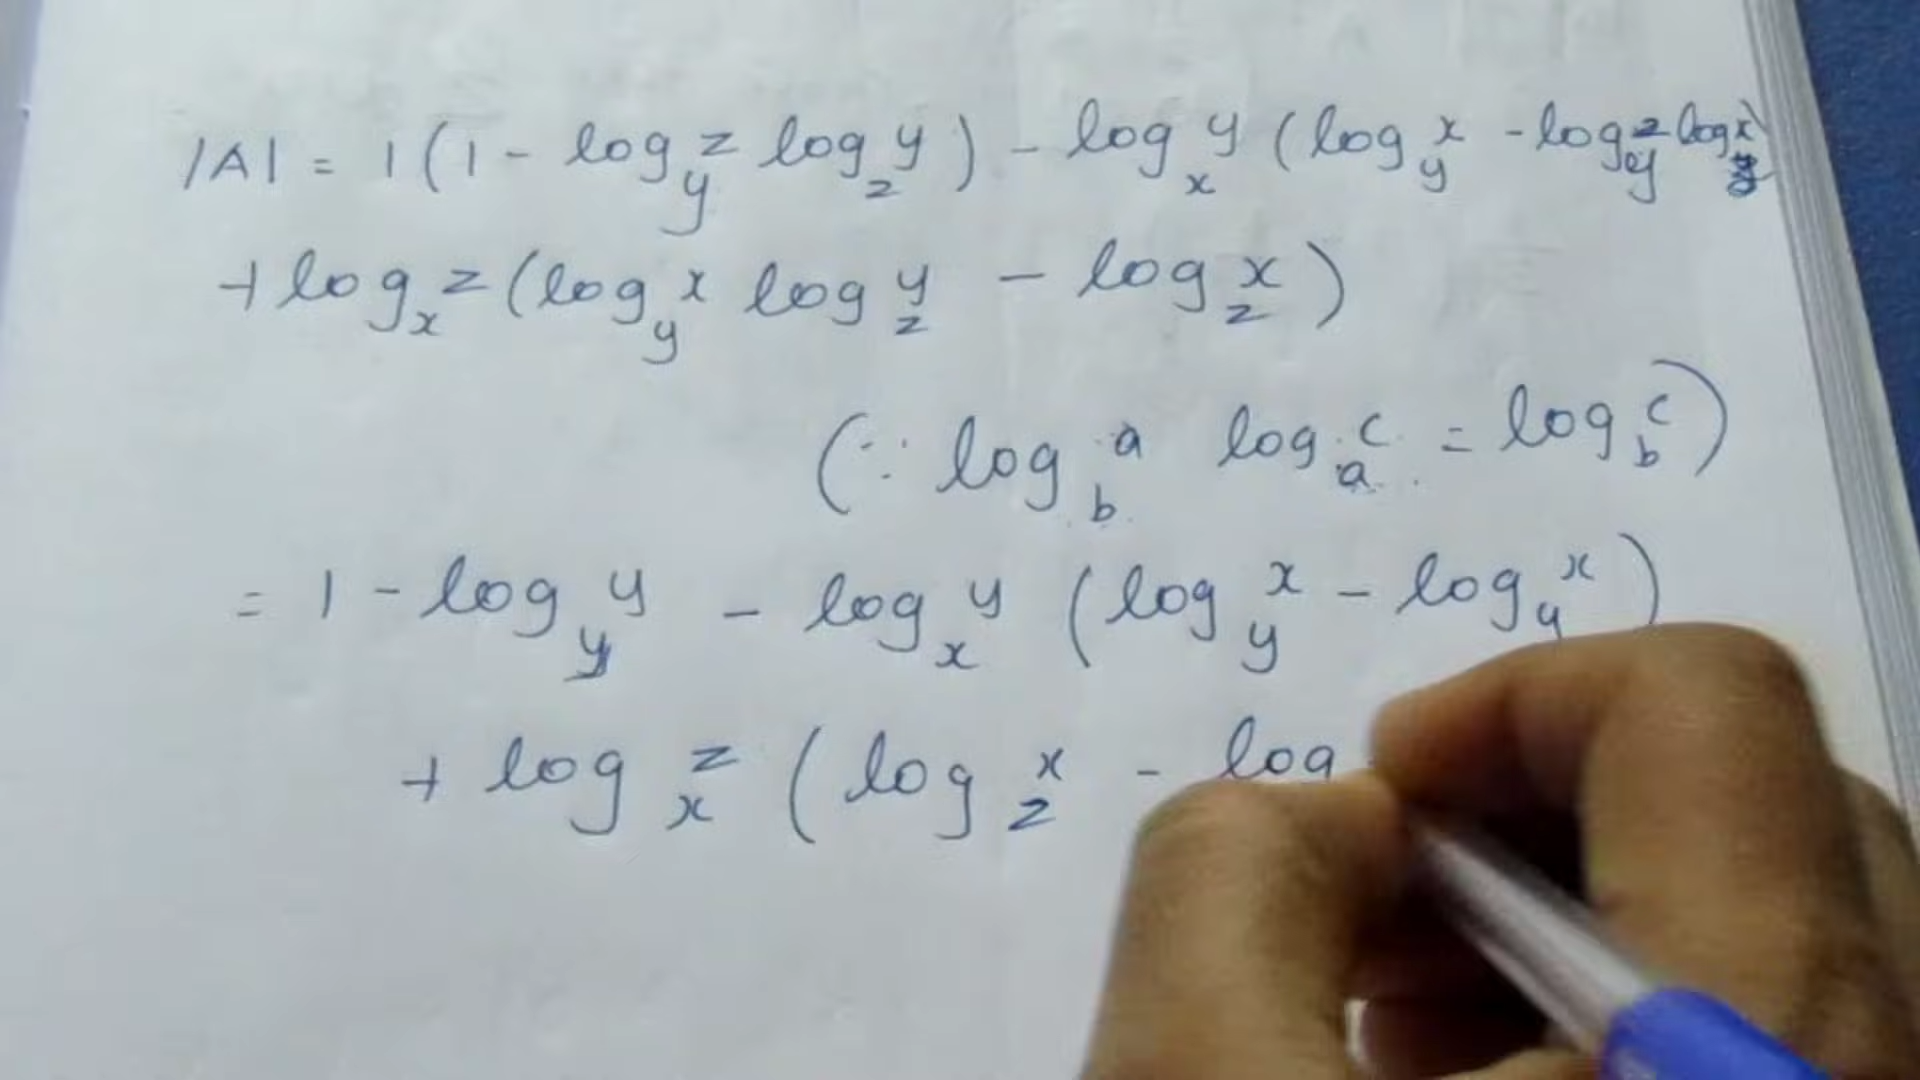 |A| = 1(1 - log_y z log_z y) - log_x y (log_y x - log_y z log x)
+ log_x z (log_y x log_z y - log_z x)
(∵ log_b a log_a c = log_b c)
= 1 - log_y y - log_x y (log_y x - log_y x)
+ log_x z (log_z x - log